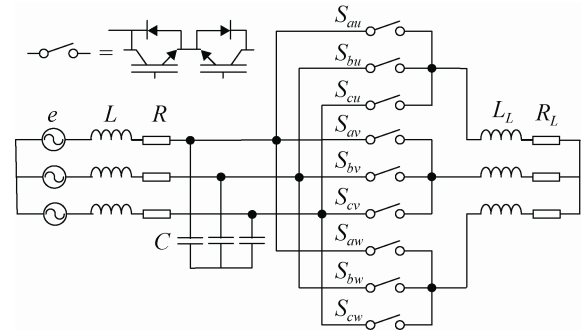 S_au
S_bu
=
e L R S_cu L_L R_L
S_av
S_bv
C S_cv
S_aw
S_bw
S_cw